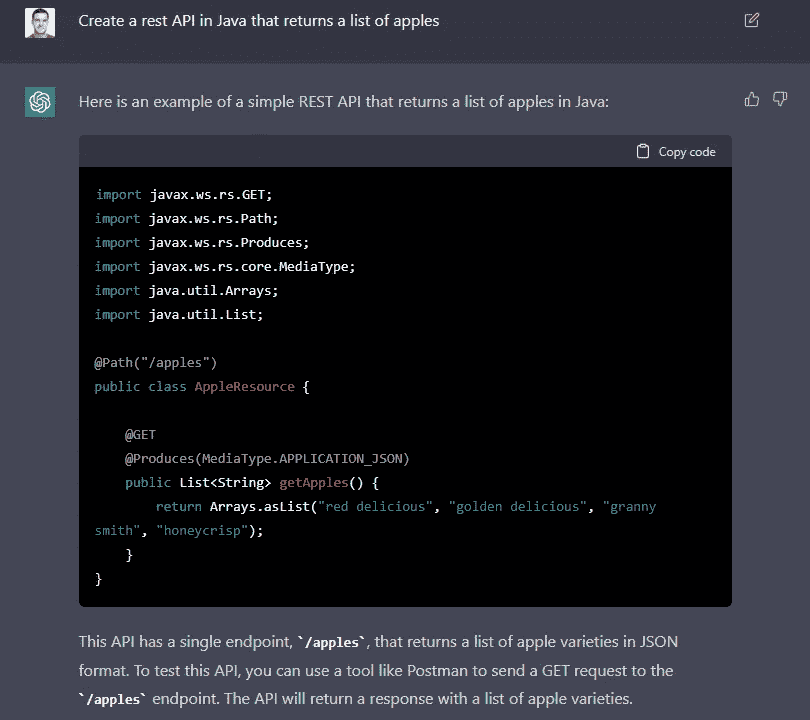 Create a rest API in Java that returns a list of apples
Here is an example of a simple REST API that returns a list of apples in Java:
Copy code
import javax.ws.rs.GET;
import javax.ws.rs.Path;
import javax.ws.rs.Produces;
import javax.ws.rs.core.MediaType;
import java.util.Arrays;
import java.util.List;
@Path("/apples")
public class AppleResource {
@GET
@Produces(MediaType.APPLICATION_JSON)
public List<String> getApples() {
return Arrays.asList("red delicious", "golden delicious", "granny
smith", "honeycrisp");
}
}
This API has a single endpoint, `/apples`, that returns a list of apple varieties in JSON
format. To test this API, you can use a tool like Postman to send a GET request to the
`/apples` endpoint. The API will return a response with a list of apple varieties.